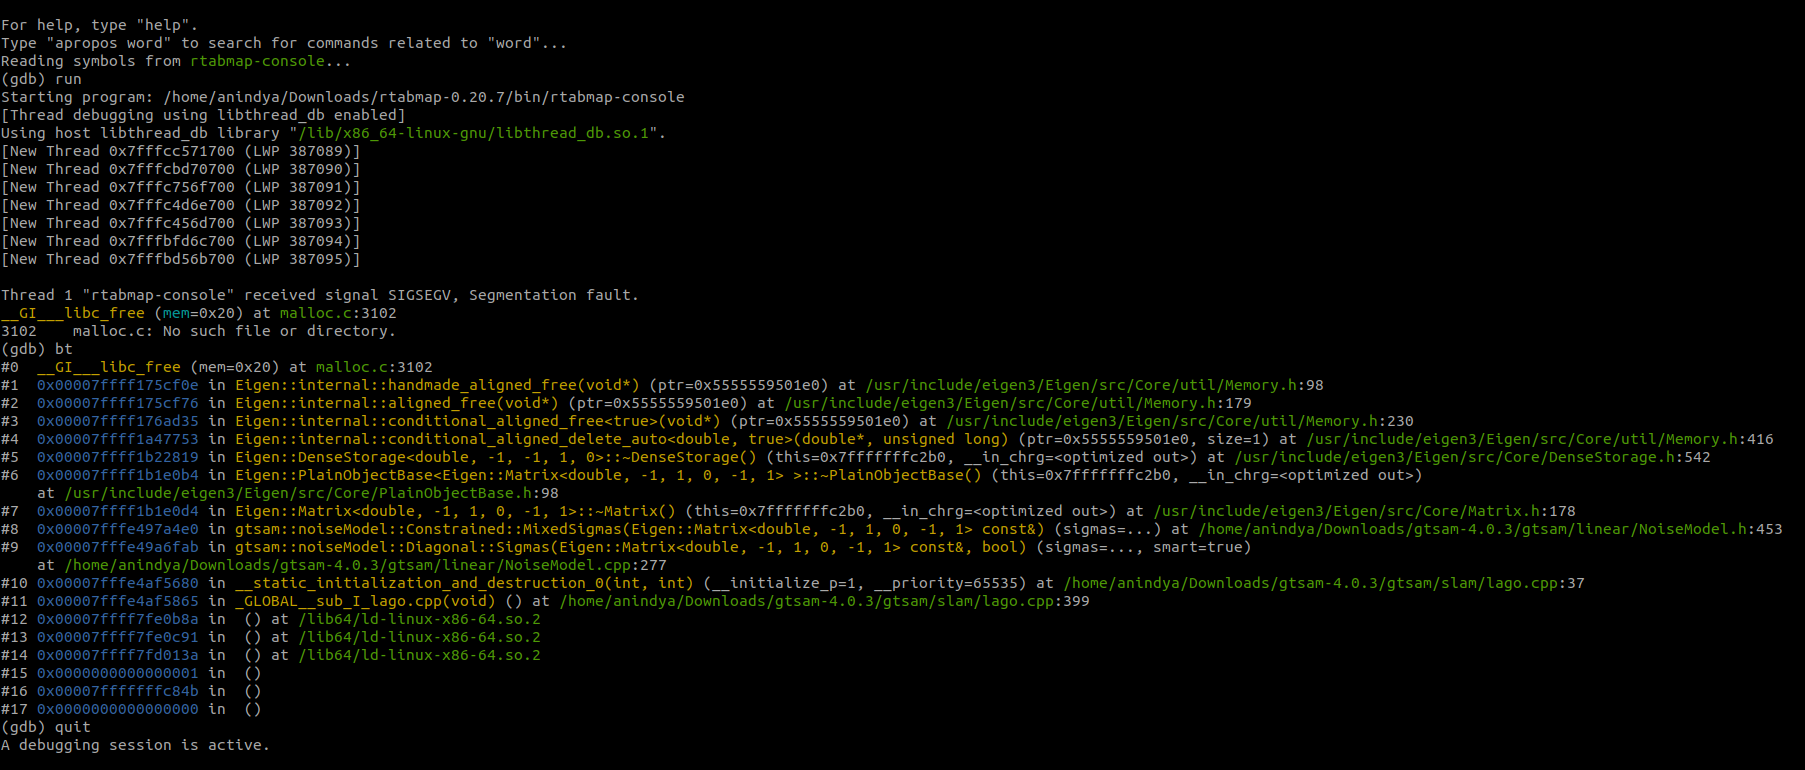 For help, type "help".
Type "apropos word" to search for commands related to "word"...
Reading symbols from rtabmap-console...
(gdb) run
Starting program: /home/anindya/Downloads/rtabmap-0.20.7/bin/rtabmap-console
[Thread debugging using libthread_db enabled]
Using host libthread_db library "/lib/x86_64-linux-gnu/libthread_db.so.1".
[New Thread 0x7fffcc571700 (LWP 387089)]
[New Thread 0x7fffcbd70700 (LWP 387090)]
[New Thread 0x7fffc756f700 (LWP 387091)]
[New Thread 0x7fffc4d6e700 (LWP 387092)]
[New Thread 0x7fffc456d700 (LWP 387093)]
[New Thread 0x7fffbfd6c700 (LWP 387094)]
[New Thread 0x7fffbd56b700 (LWP 387095)]

Thread 1 "rtabmap-console" received signal SIGSEGV, Segmentation fault.
__GI___libc_free (mem=0x20) at malloc.c:3102
3102    malloc.c: No such file or directory.
(gdb) bt
#0  __GI___libc_free (mem=0x20) at malloc.c:3102
#1  0x00007ffff175cf0e in Eigen::internal::handmade_aligned_free(void*) (ptr=0x5555559501e0) at /usr/include/eigen3/Eigen/src/Core/util/Memory.h:98
#2  0x00007ffff175cf76 in Eigen::internal::aligned_free(void*) (ptr=0x5555559501e0) at /usr/include/eigen3/Eigen/src/Core/util/Memory.h:179
#3  0x00007ffff176ad35 in Eigen::internal::conditional_aligned_free<true>(void*) (ptr=0x5555559501e0) at /usr/include/eigen3/Eigen/src/Core/util/Memory.h:230
#4  0x00007ffff1a47753 in Eigen::internal::conditional_aligned_delete_auto<double, true>(double*, unsigned long) (ptr=0x5555559501e0, size=1) at /usr/include/eigen3/Eigen/src/Core/util/Memory.h:416
#5  0x00007ffff1b22819 in Eigen::DenseStorage<double, -1, -1, 1, 0>::~DenseStorage() (this=0x7fffffffc2b0, __in_chrg=<optimized out>) at /usr/include/eigen3/Eigen/src/Core/DenseStorage.h:542
#6  0x00007ffff1b1e0b4 in Eigen::PlainObjectBase<Eigen::Matrix<double, -1, 1, 0, -1, 1> >::~PlainObjectBase() (this=0x7fffffffc2b0, __in_chrg=<optimized out>)
    at /usr/include/eigen3/Eigen/src/Core/PlainObjectBase.h:98
#7  0x00007ffff1b1e0d4 in Eigen::Matrix<double, -1, 1, 0, -1, 1>::~Matrix() (this=0x7fffffffc2b0, __in_chrg=<optimized out>) at /usr/include/eigen3/Eigen/src/Core/Matrix.h:178
#8  0x00007fffe497a4e0 in gtsam::noiseModel::Constrained::MixedSigmas(Eigen::Matrix<double, -1, 1, 0, -1, 1> const&) (sigmas=...) at /home/anindya/Downloads/gtsam-4.0.3/gtsam/linear/NoiseModel.h:453
#9  0x00007fffe49a6fab in gtsam::noiseModel::Diagonal::Sigmas(Eigen::Matrix<double, -1, 1, 0, -1, 1> const&, bool) (sigmas=..., smart=true)
    at /home/anindya/Downloads/gtsam-4.0.3/gtsam/linear/NoiseModel.cpp:277
#10 0x00007fffe4af5680 in __static_initialization_and_destruction_0(int, int) (__initialize_p=1, __priority=65535) at /home/anindya/Downloads/gtsam-4.0.3/gtsam/slam/lago.cpp:37
#11 0x00007fffe4af5865 in _GLOBAL__sub_I_lago.cpp(void) () at /home/anindya/Downloads/gtsam-4.0.3/gtsam/slam/lago.cpp:399
#12 0x00007ffff7fe0b8a in  () at /lib64/ld-linux-x86-64.so.2
#13 0x00007ffff7fe0c91 in  () at /lib64/ld-linux-x86-64.so.2
#14 0x00007ffff7fd013a in  () at /lib64/ld-linux-x86-64.so.2
#15 0x0000000000000001 in  ()
#16 0x00007fffffffc84b in  ()
#17 0x0000000000000000 in  ()
(gdb) quit
A debugging session is active.